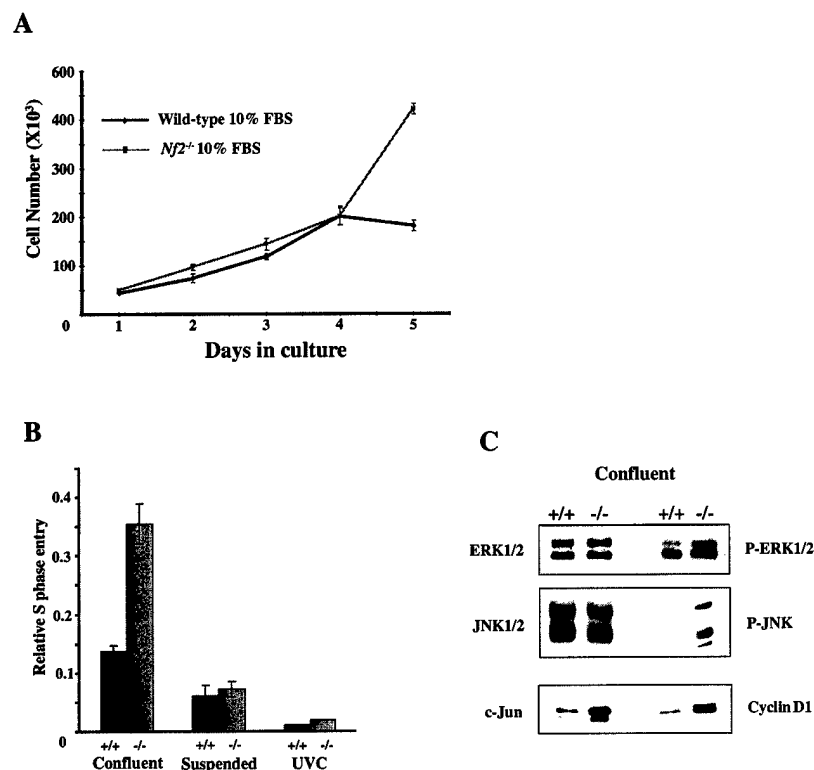 A
600
400
300
200
100
0
Cell Number (X10³)
Wild-type 10% FBS
Nf2-/- 10% FBS
1 2 3 4 5
Days in culture
B
0.4
0.3
0.2
0.1
0
Relative S phase entry
+/+ -/- +/+ -/- +/+ -/-
Confluent Suspended UVC
C
Confluent
+/+ -/- +/+ -/-
ERK1/2 P-ERK1/2
JNK1/2 P-JNK
c-Jun Cyclin D1